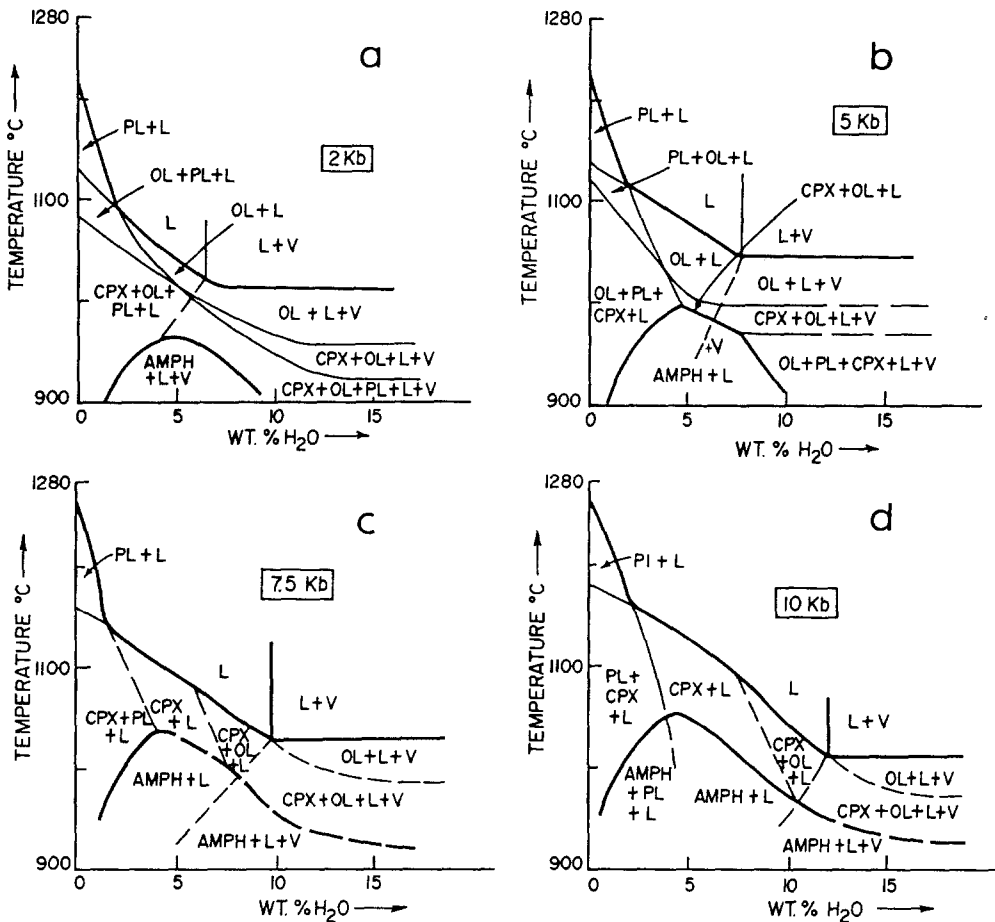 1280
a
PL+L
2 Kb
OL+PL+L
1100
L
OL+L
L+V
CPX+OL+
PL+L
OL+L+V
AMPH
+L+V
CPX+OL+L+V
CPX+OL+PL+L+V
900
0
5
10
15
WT. % H2O
TEMPERATURE °C
1280
b
5 Kb
PL+L
PL+OL+L
CPX+OL+L
1100
L
L+V
OL+L
OL+L+V
OL+PL+
CPX+L
CPX+OL+L+V
+V
AMPH+L
OL+PL+CPX+L+V
900
0
5
10
15
WT. % H2O
TEMPERATURE °C
1280
c
PL+L
7.5 Kb
1100
L
L+V
CPX+PL
+L
CPX
+L
CPX
+OL
+L
OL+L+V
AMPH+L
CPX+OL+L+V
AMPH+L+V
900
0
5
10
15
WT. % H2O
TEMPERATURE °C
1280
d
Pl+L
10 Kb
1100
PL+
CPX
+L
CPX+L
L
L+V
CPX
+OL
+L
OL+L+V
AMPH
+PL
+L
AMPH+L
CPX+OL+L+V
AMPH+L+V
900
0
5
10
15
WT. % H2O
TEMPERATURE °C